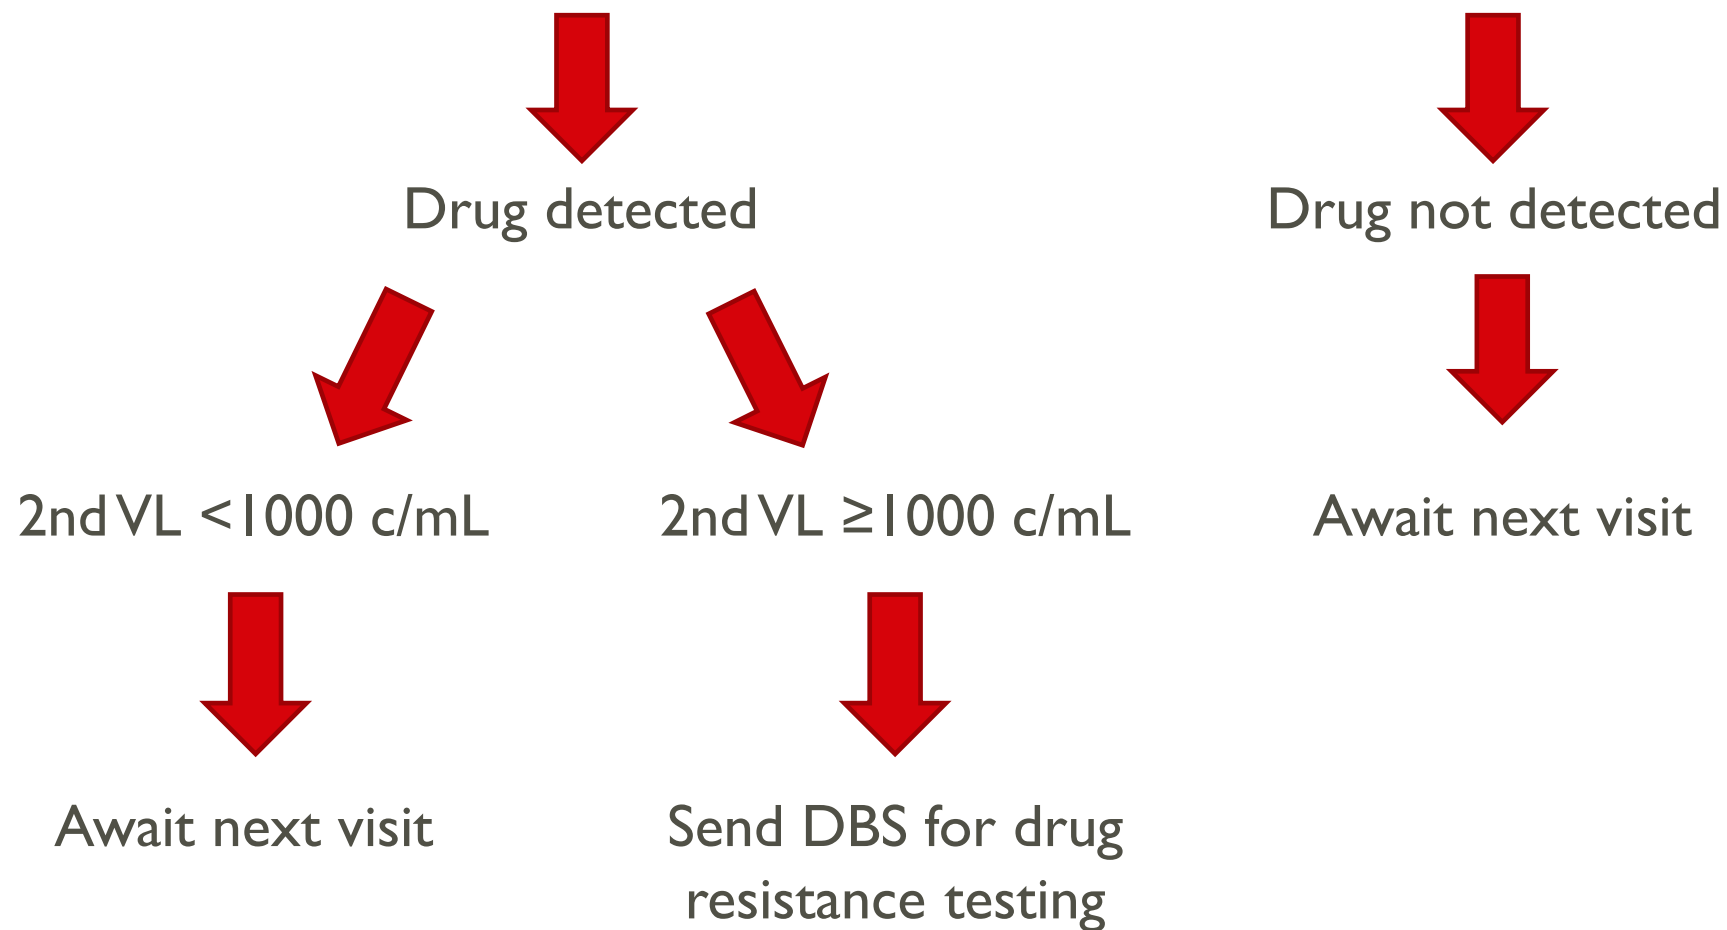 Drug detected
Drug not detected
2nd VL <1000 c/mL
2nd VL ≥1000 c/mL
Await next visit
Await next visit
Send DBS for drug
resistance testing